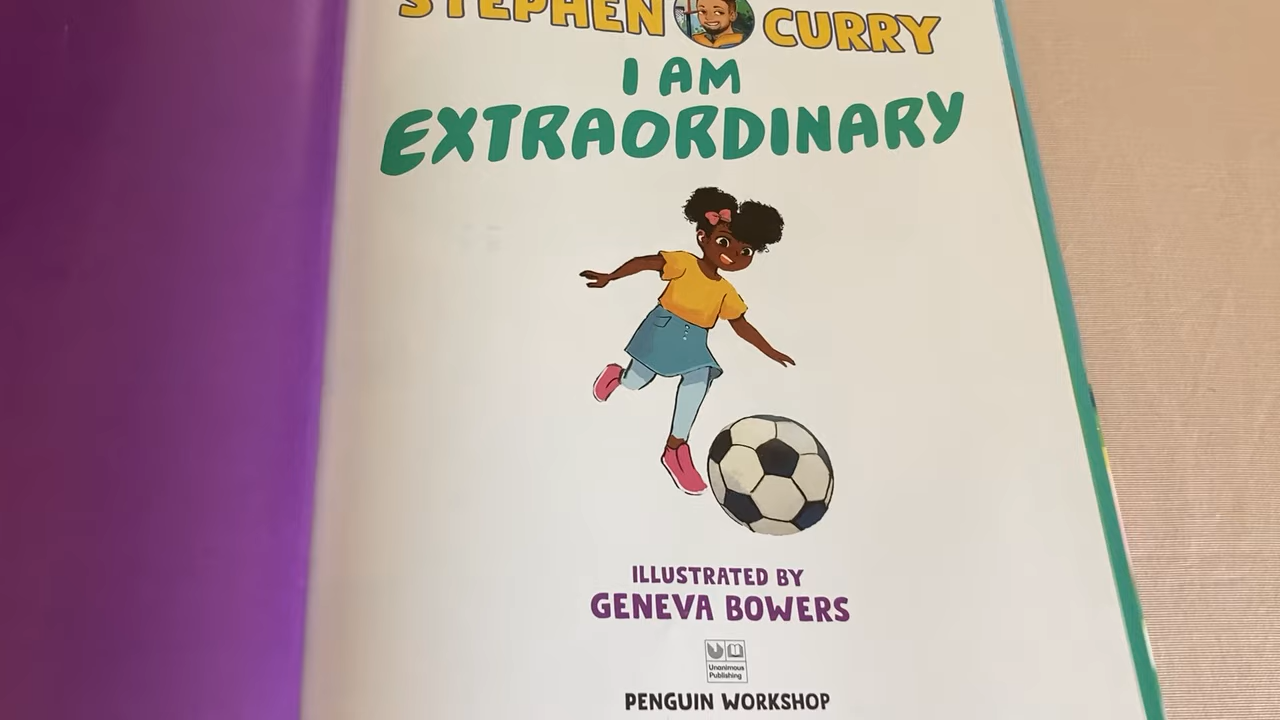 STEPHEN CURRY
I AM
EXTRAORDINARY
ILLUSTRATED BY
GENEVA BOWERS
Unanimous
Publishing
PENGUIN WORKSHOP